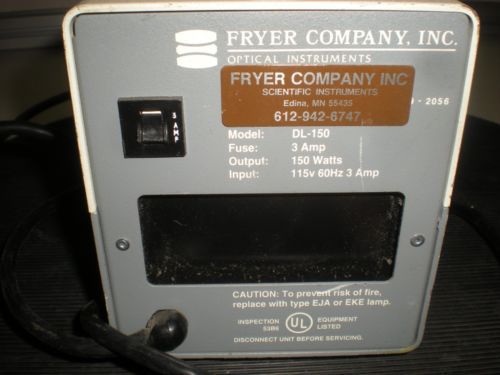 FRYER COMPANY, INC.
OPTICAL INSTRUMENTS
FRYER COMPANY INC
SCIENTIFIC INSTRUMENTS
Edina, MN 55435
612-942-6747
- 2056
3 AMP
Model: DL-150
Fuse: 3 Amp
Output: 150 Watts
Input: 115v 60Hz 3 Amp
CAUTION: To prevent risk of fire,
replace with type EJA or EKE lamp.
INSPECTION 53B6 UL EQUIPMENT LISTED
DISCONNECT UNIT BEFORE SERVICING.